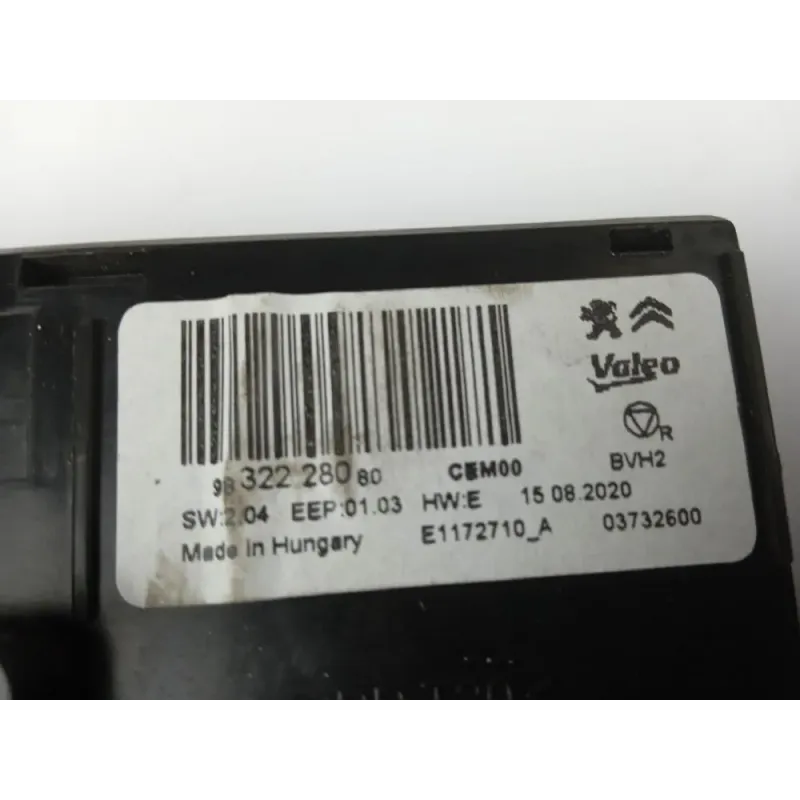 Valeo
R
BVH2
98 322 280 80 CEM00
SW:2.04 EEP:01.03 HW:E 15 08.2020
Made in Hungary E1172710_A 03732600